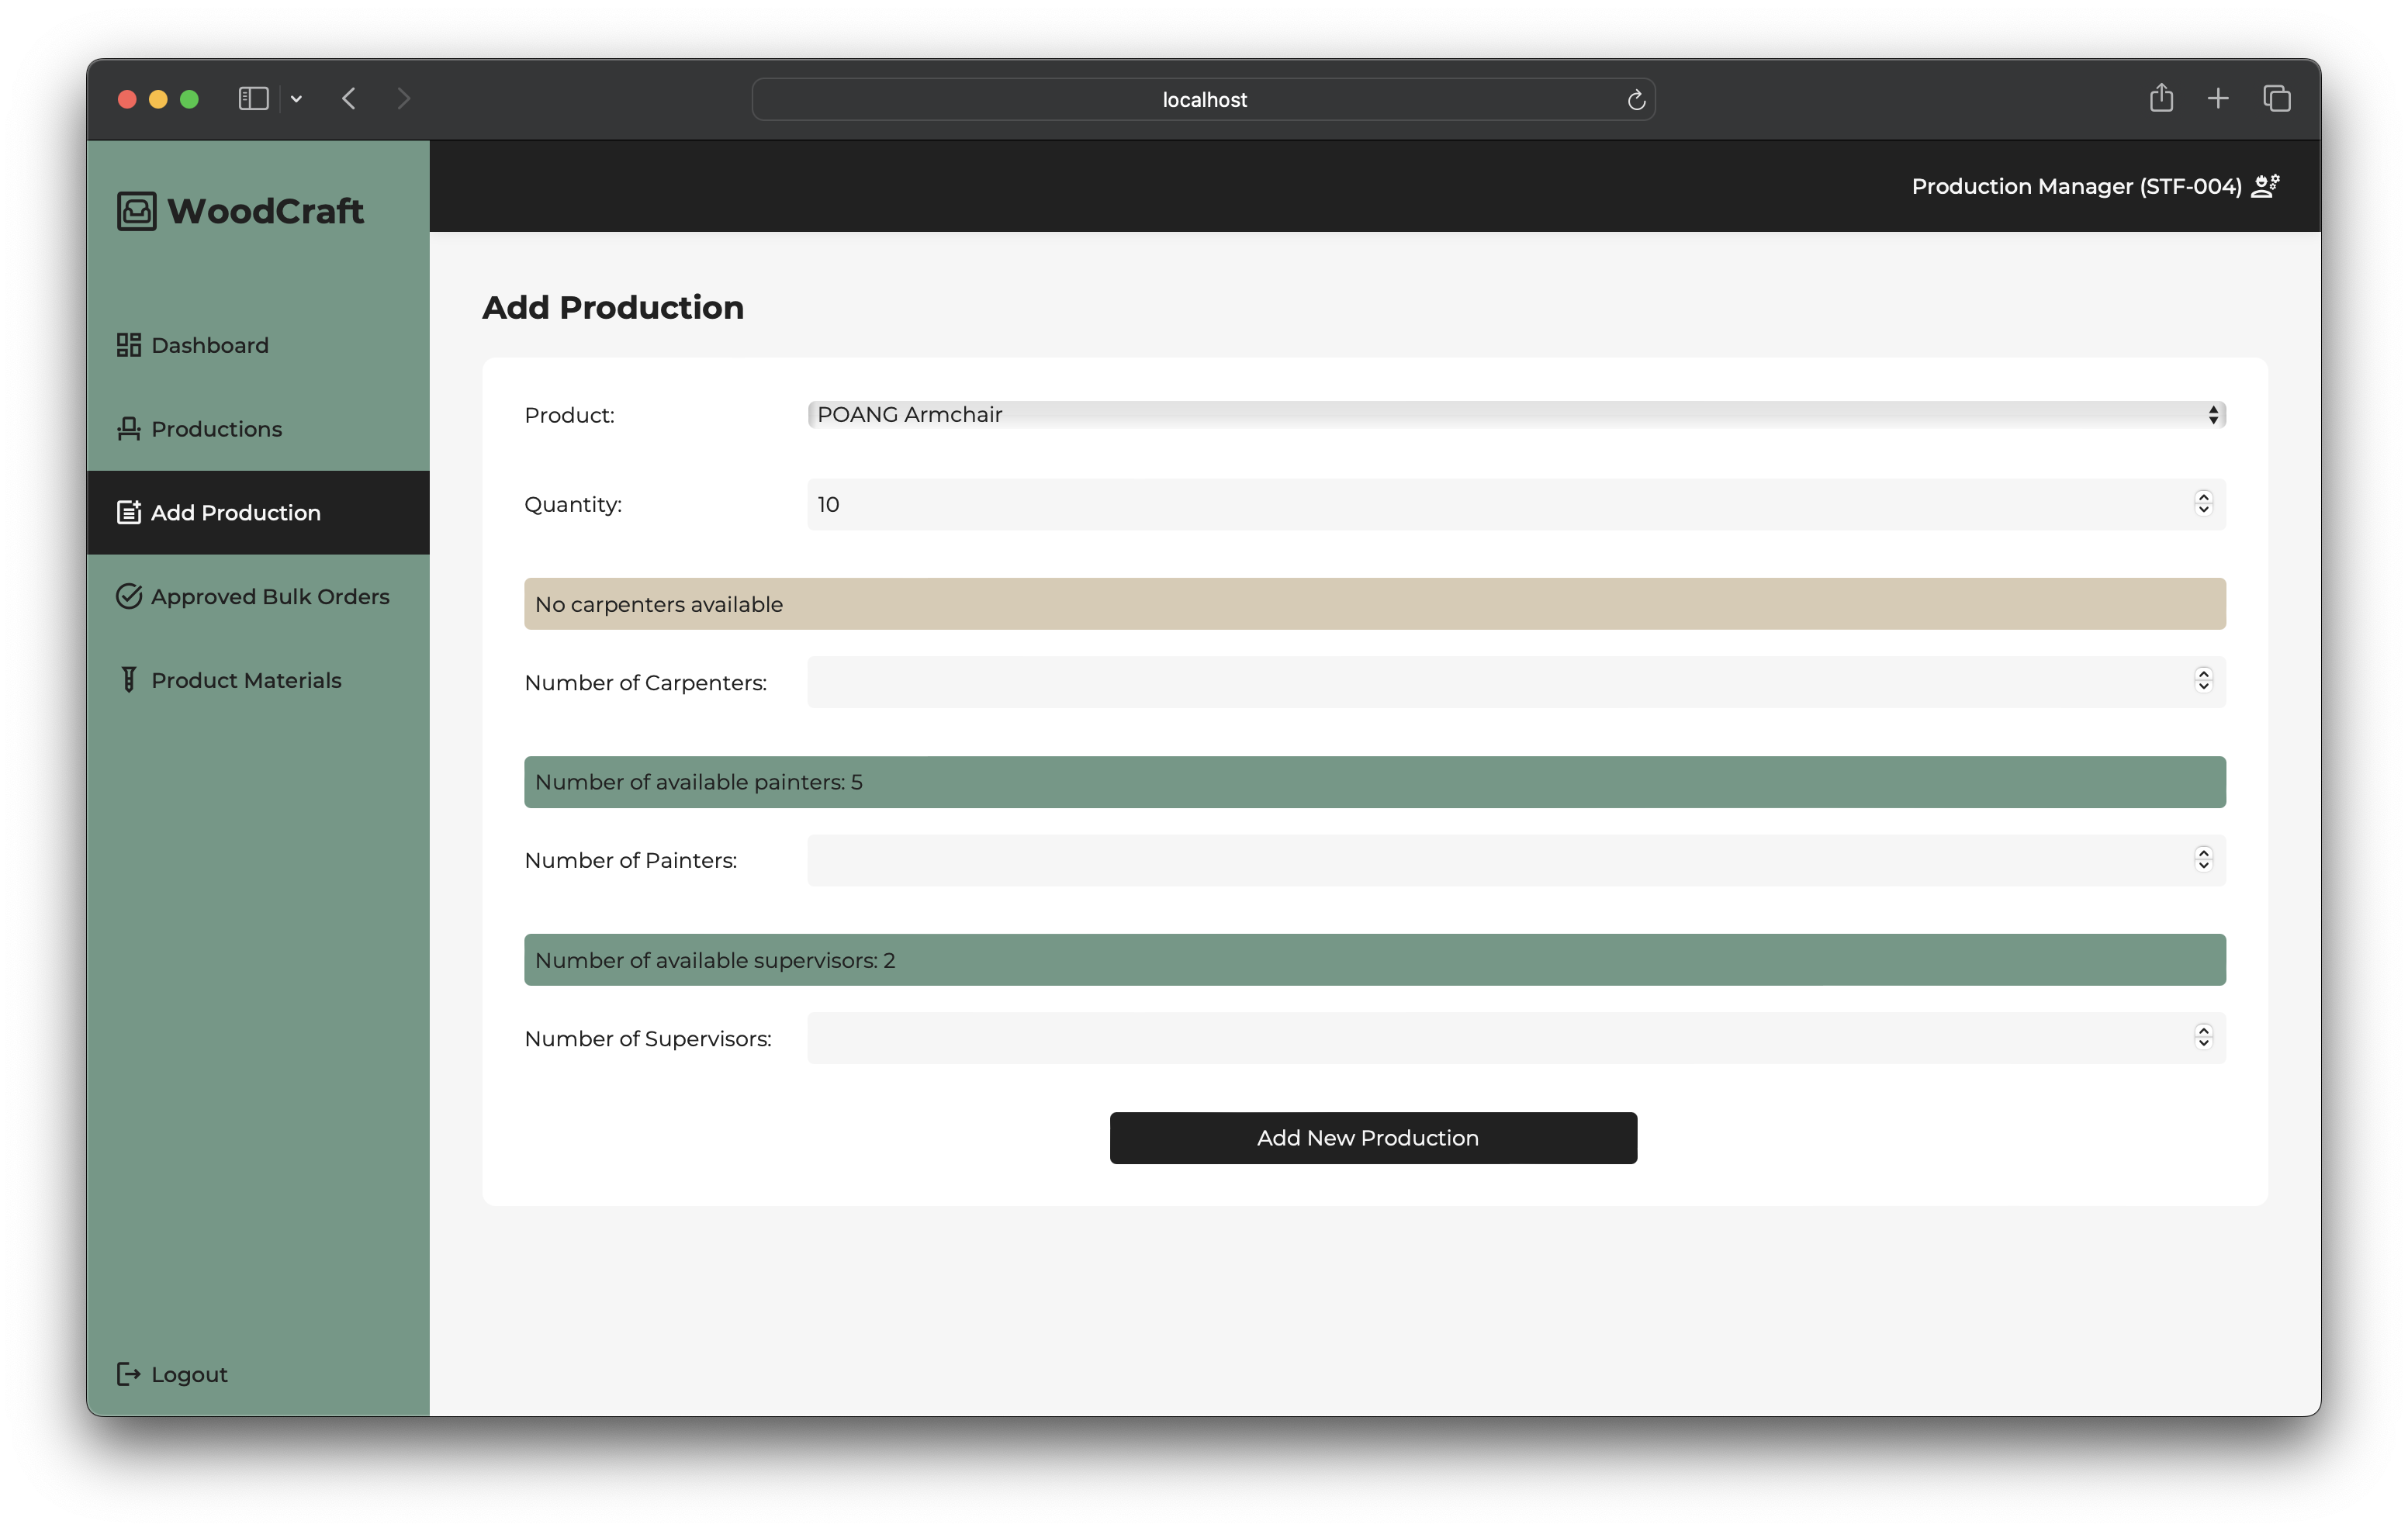 localhost
WoodCraft
Production Manager (STF-004)
Dashboard
Productions
Add Production
Approved Bulk Orders
Product Materials
Logout
Add Production
Product: POANG Armchair
Quantity: 10
No carpenters available
Number of Carpenters:
Number of available painters: 5
Number of Painters:
Number of available supervisors: 2
Number of Supervisors:
Add New Production